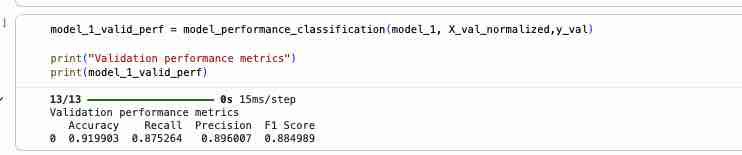 ]
model_1_valid_perf = model_performance_classification(model_1, X_val_normalized,y_val)
print("Validation performance metrics")
print(model_1_valid_perf)
13/13 ━━━━━━━━━━━━━━━━━━━━ 0s 15ms/step
Validation performance metrics
   Accuracy    Recall  Precision  F1 Score
0  0.919903  0.875264   0.896007  0.884989